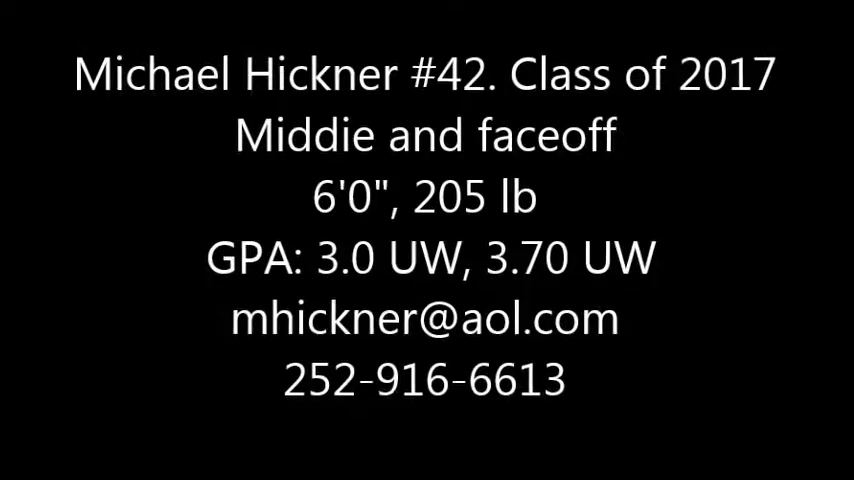 Michael Hickner #42. Class of 2017
Middie and faceoff
6'0", 205 lb
GPA: 3.0 UW, 3.70 UW
mhickner@aol.com
252-916-6613